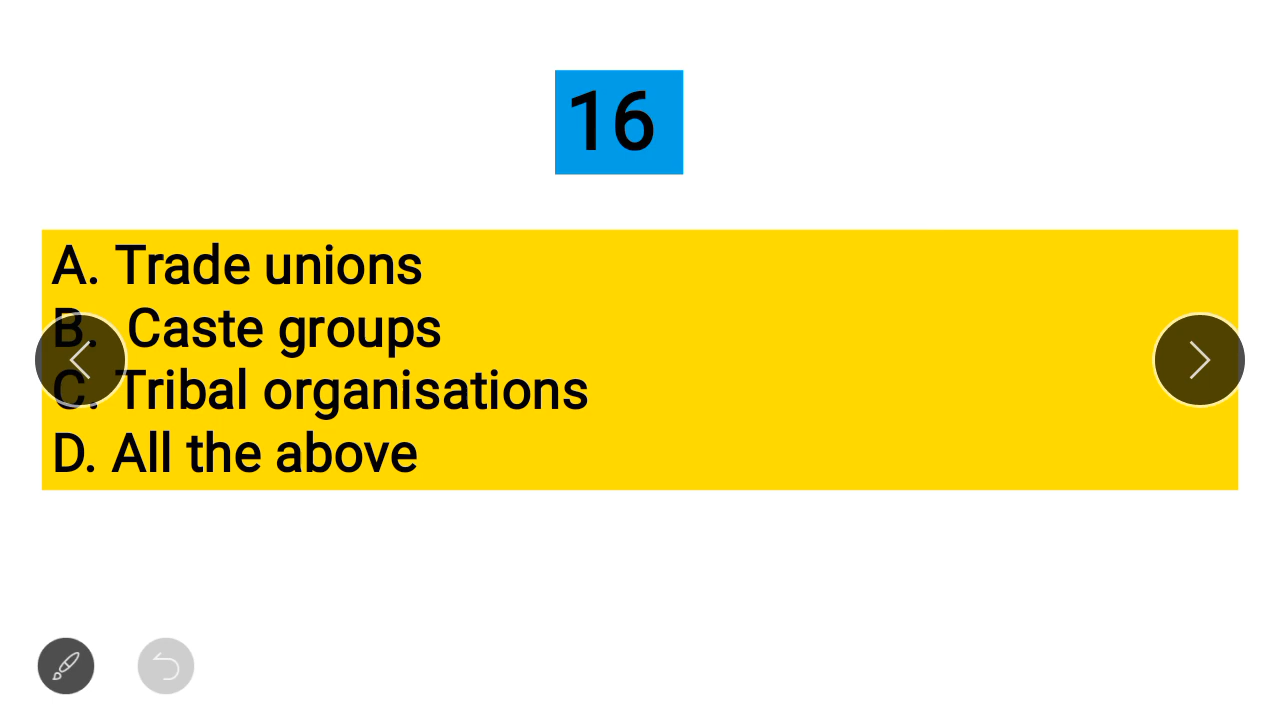 16
A. Trade unions
B. Caste groups
C. Tribal organisations
D. All the above